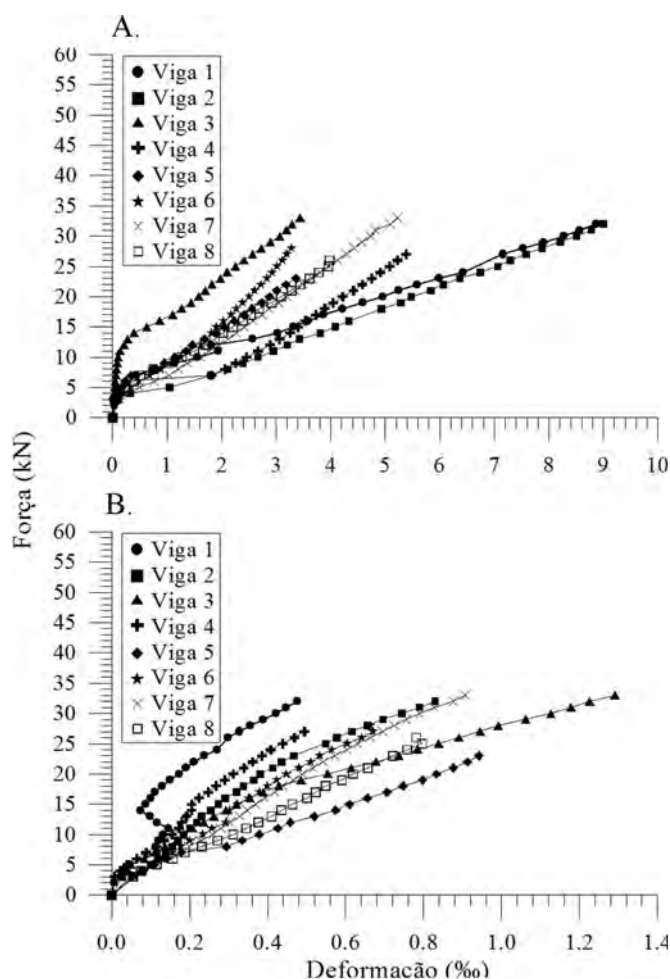 A.
60
55
50
45
40
35
30
25
20
15
10
5
0
Viga 1
Viga 2
Viga 3
Viga 4
Viga 5
Viga 6
Viga 7
Viga 8
0 1 2 3 4 5 6 7 8 9 10
Força (kN)
B.
60
55
50
45
40
35
30
25
20
15
10
5
0
Viga 1
Viga 2
Viga 3
Viga 4
Viga 5
Viga 6
Viga 7
Viga 8
0.0 0.2 0.4 0.6 0.8 1.0 1.2 1.4
Deformação (‰)